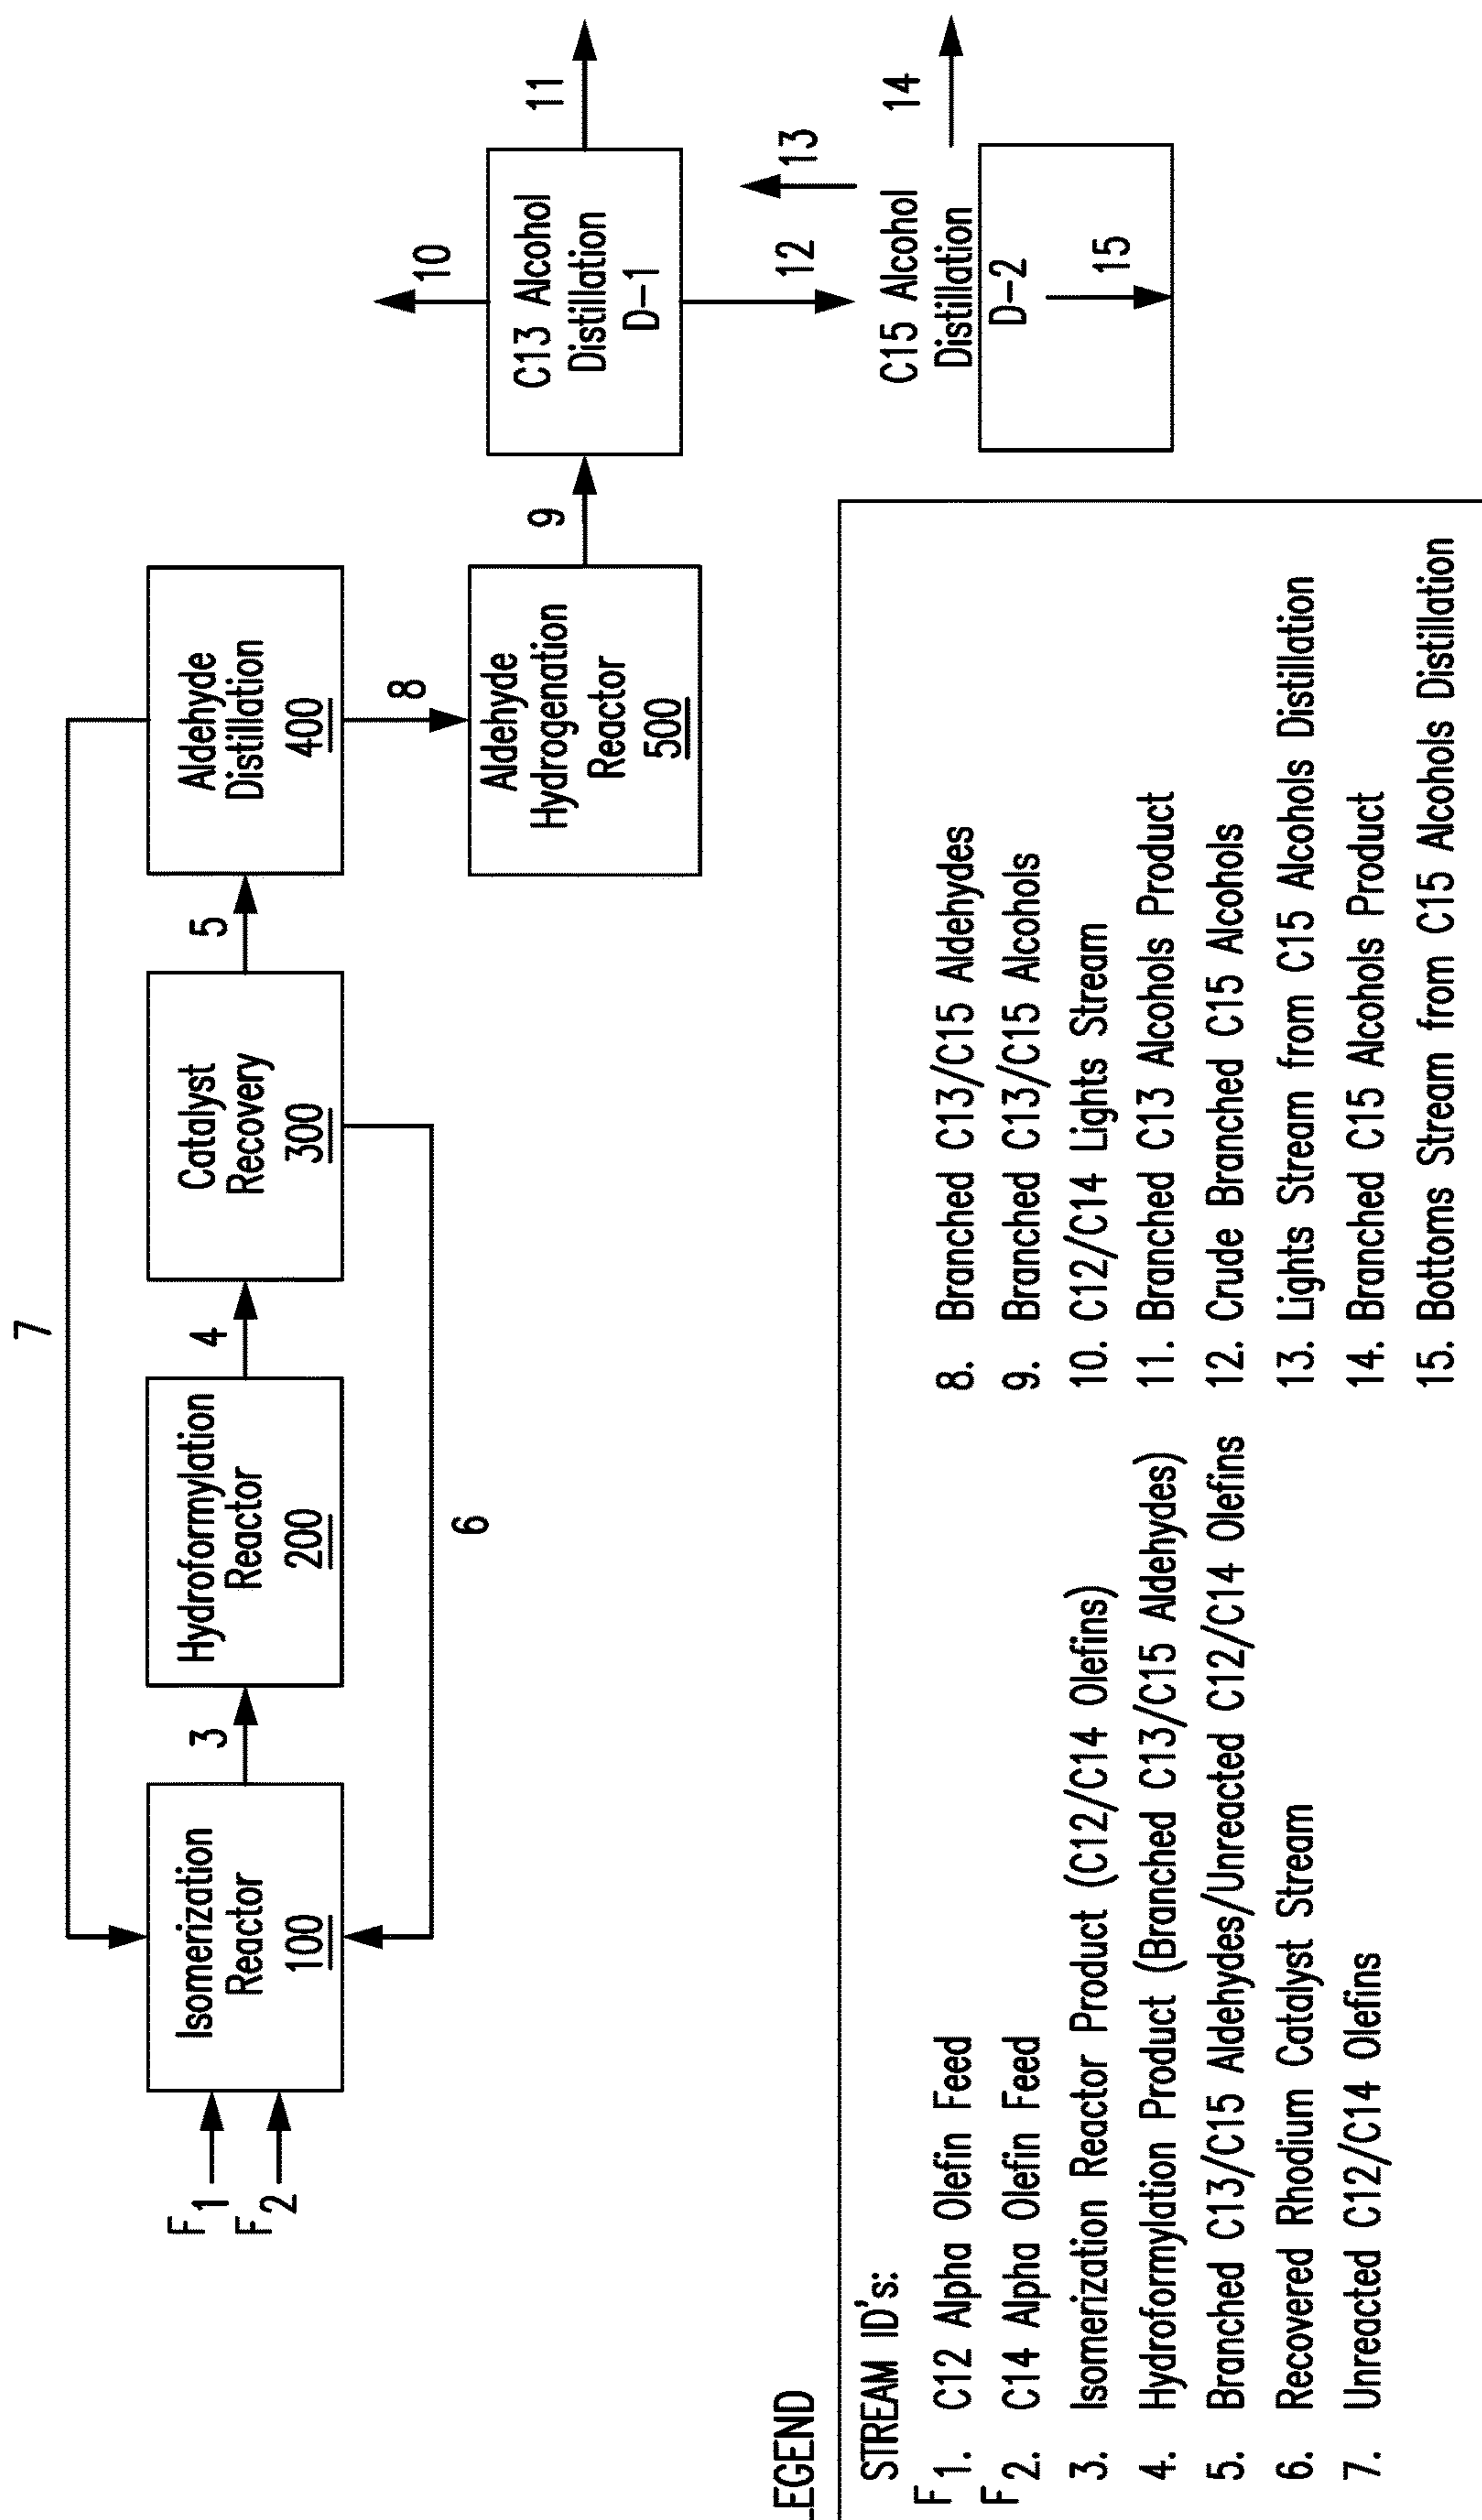 7
F1
F2
Isomerization
Reactor
100
3
Hydroformylation
Reactor
200
4
Catalyst
Recovery
300
5
Aldehyde
Distillation
400
6
8
Aldehyde
Hydrogenation
Reactor
500
9
10
C13 Alcohol
Distillation
D-1
11
12
13
C15 Alcohol
Distillation
D-2
14
15
LEGEND
STREAM ID's:
F1. C12 Alpha Olefin Feed
F2. C14 Alpha Olefin Feed
3. Isomerization Reactor Product (C12/C14 Olefins)
4. Hydroformylation Product (Branched C13/C15 Aldehydes)
5. Branched C13/C15 Aldehydes/Unreacted C12/C14 Olefins
6. Recovered Rhodium Catalyst Stream
7. Unreacted C12/C14 Olefins
8. Branched C13/C15 Aldehydes
9. Branched C13/C15 Alcohols
10. C12/C14 Lights Stream
11. Branched C13 Alcohols Product
12. Crude Branched C15 Alcohols
13. Lights Stream from C15 Alcohols Distillation
14. Branched C15 Alcohols Product
15. Bottoms Stream from C15 Alcohols Distillation